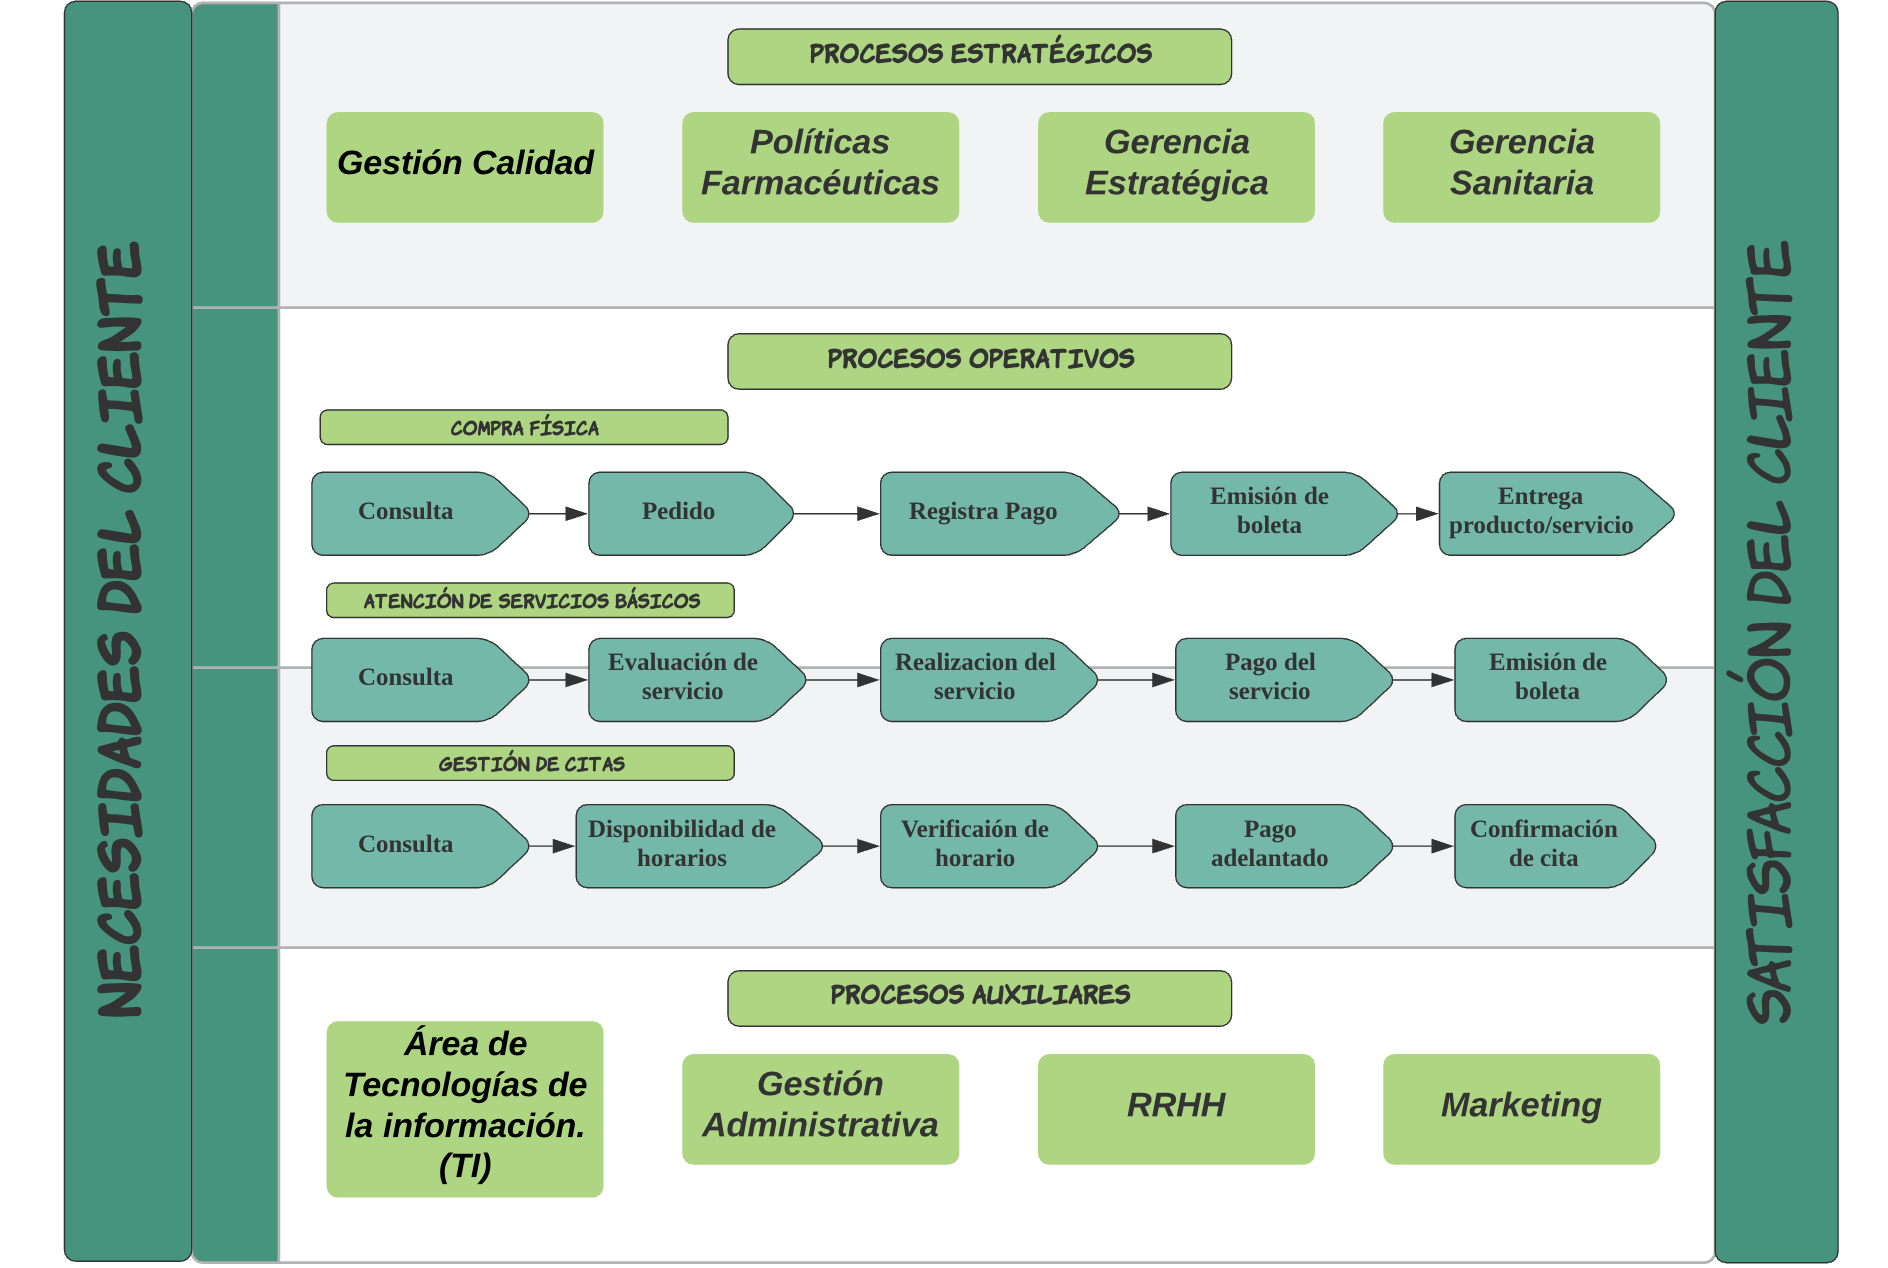 NECESIDADES DEL CLIENTE
PROCESOS ESTRATÉGICOS
Gestión Calidad
Políticas
Farmacéuticas
Gerencia
Estratégica
Gerencia
Sanitaria
PROCESOS OPERATIVOS
COMPRA FÍSICA
Consulta
Pedido
Registra Pago
Emisión de
boleta
Entrega
producto/servicio
ATENCIÓN DE SERVICIOS BÁSICOS
Consulta
Evaluación de
servicio
Realizacion del
servicio
Pago del
servicio
Emisión de
boleta
GESTIÓN DE CITAS
Consulta
Disponibilidad de
horarios
Verificaión de
horario
Pago
adelantado
Confirmación
de cita
PROCESOS AUXILIARES
Área de
Tecnologías de
la información.
(TI)
Gestión
Administrativa
RRHH
Marketing
SATISFACCIÓN DEL CLIENTE